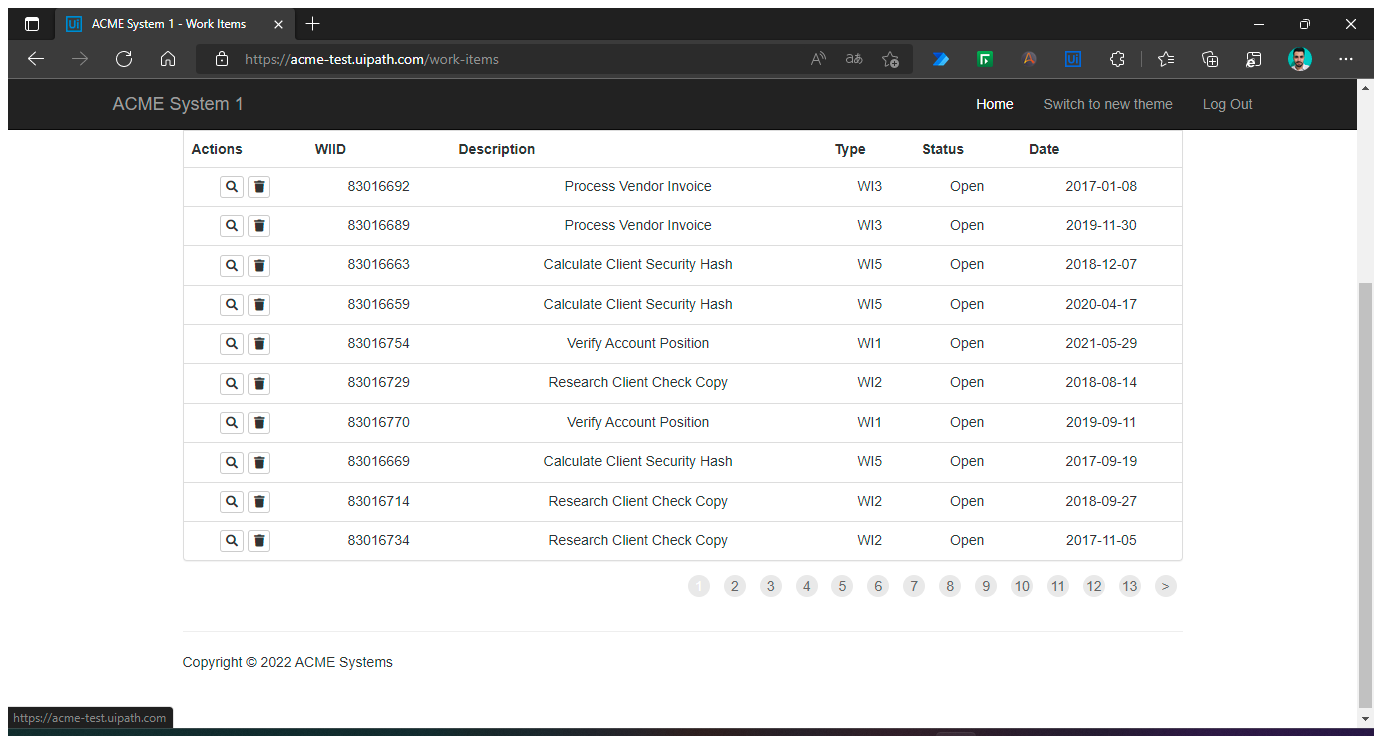 ACME System 1 - Work Items
https://acme-test.uipath.com/work-items
ACME System 1 Home Switch to new theme Log Out
Actions WIID Description Type Status Date
83016692 Process Vendor Invoice WI3 Open 2017-01-08
83016689 Process Vendor Invoice WI3 Open 2019-11-30
83016663 Calculate Client Security Hash WI5 Open 2018-12-07
83016659 Calculate Client Security Hash WI5 Open 2020-04-17
83016754 Verify Account Position WI1 Open 2021-05-29
83016729 Research Client Check Copy WI2 Open 2018-08-14
83016770 Verify Account Position WI1 Open 2019-09-11
83016669 Calculate Client Security Hash WI5 Open 2017-09-19
83016714 Research Client Check Copy WI2 Open 2018-09-27
83016734 Research Client Check Copy WI2 Open 2017-11-05
1 2 3 4 5 6 7 8 9 10 11 12 13 >
Copyright © 2022 ACME Systems
https://acme-test.uipath.com